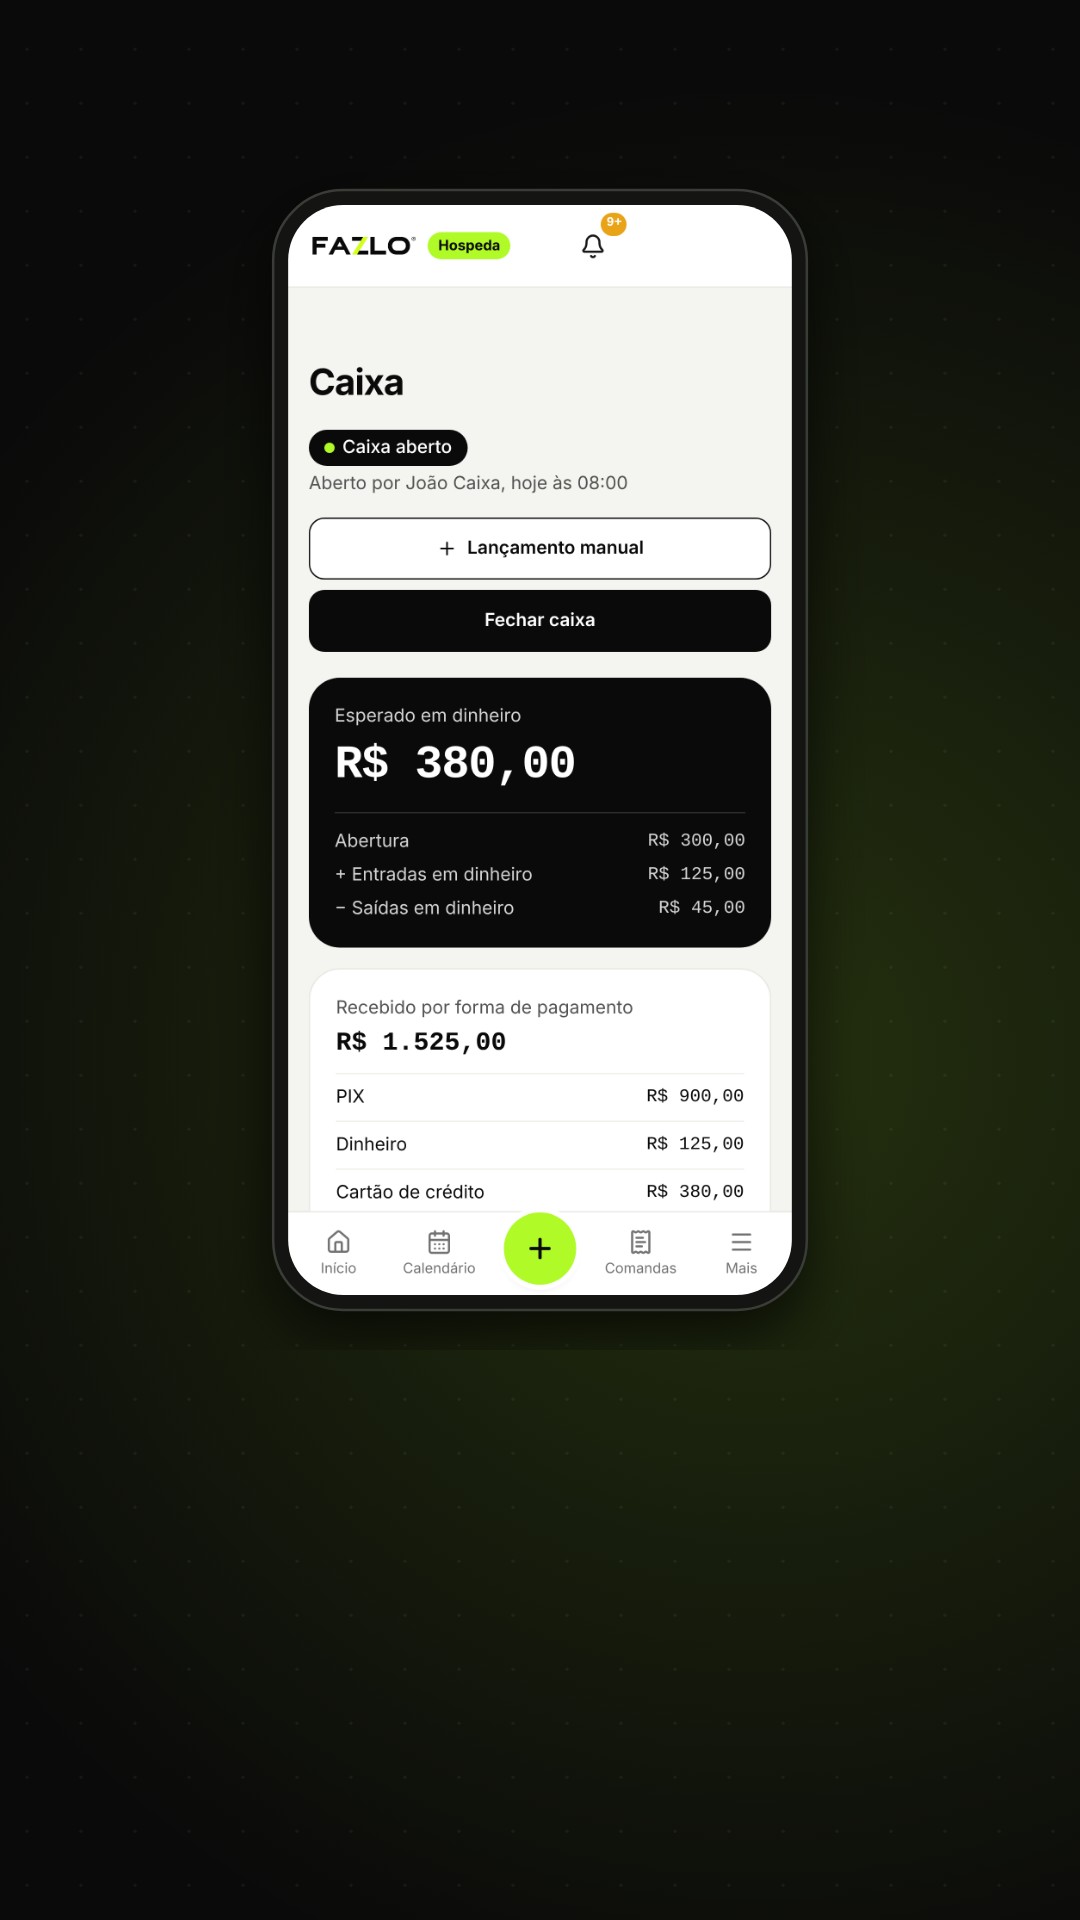 FAZLO® Hospeda
9+
Caixa
Caixa aberto
Aberto por João Caixa, hoje às 08:00
+ Lançamento manual
Fechar caixa
Esperado em dinheiro
R$ 380,00
Abertura R$ 300,00
+ Entradas em dinheiro R$ 125,00
− Saídas em dinheiro R$ 45,00
Recebido por forma de pagamento
R$ 1.525,00
PIX R$ 900,00
Dinheiro R$ 125,00
Cartão de crédito R$ 380,00
Início Calendário + Comandas Mais